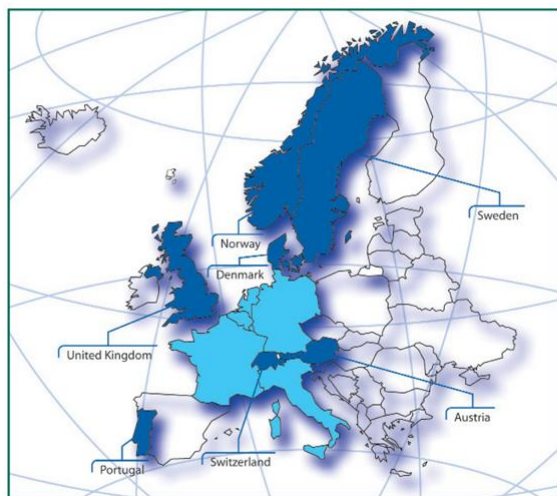 Sweden
Norway
Denmark
United Kingdom
Austria
Portugal
Switzerland